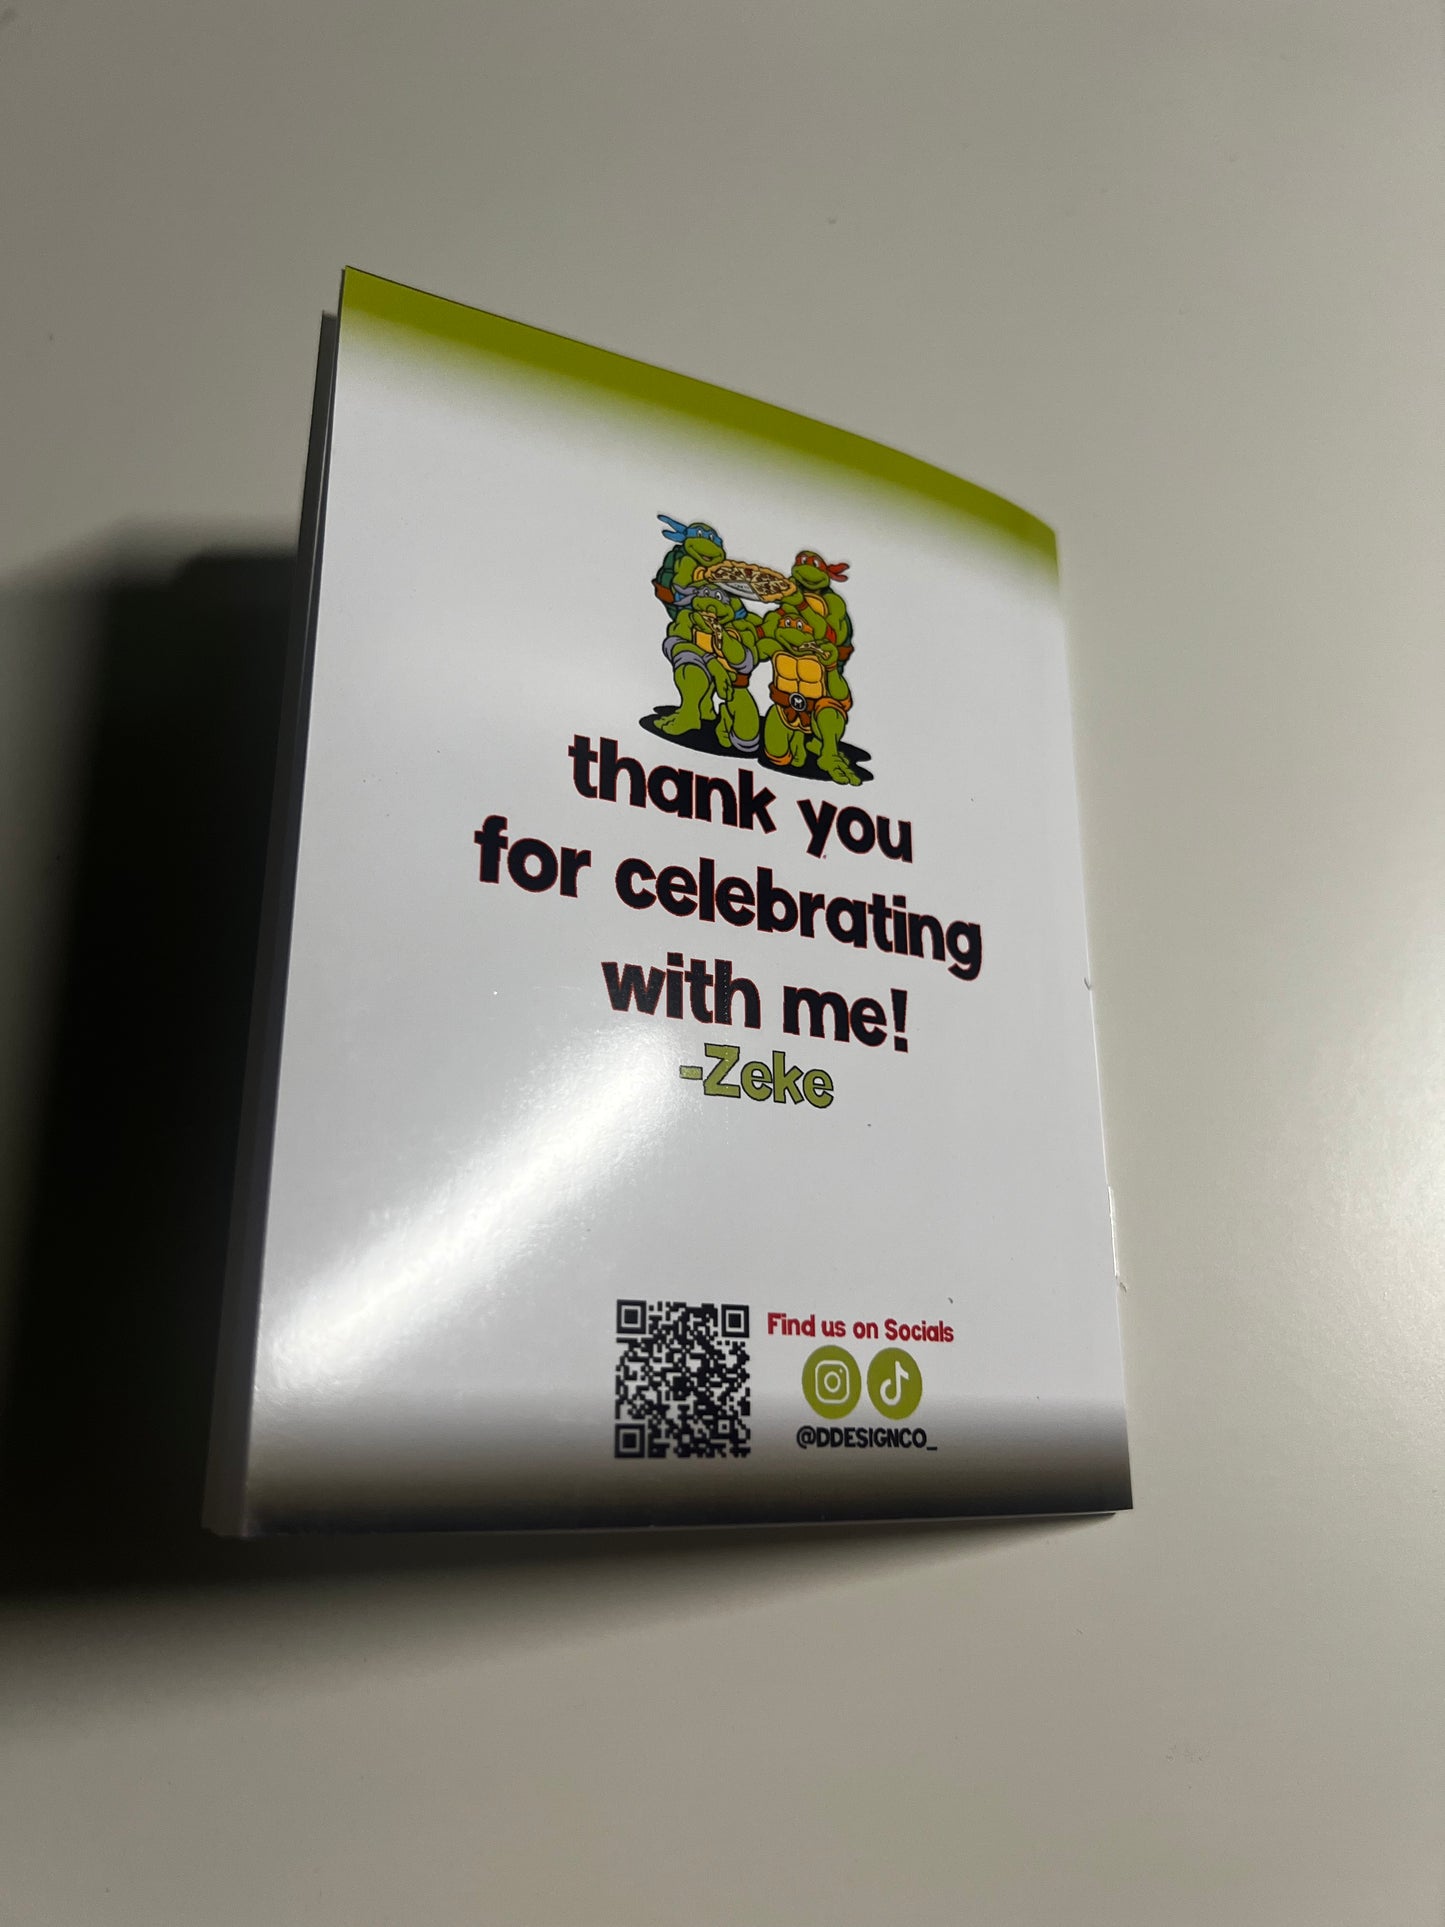 thank you
for celebrating
with me!
-Zeke
Find us on Socials
@DDESIGNCO_